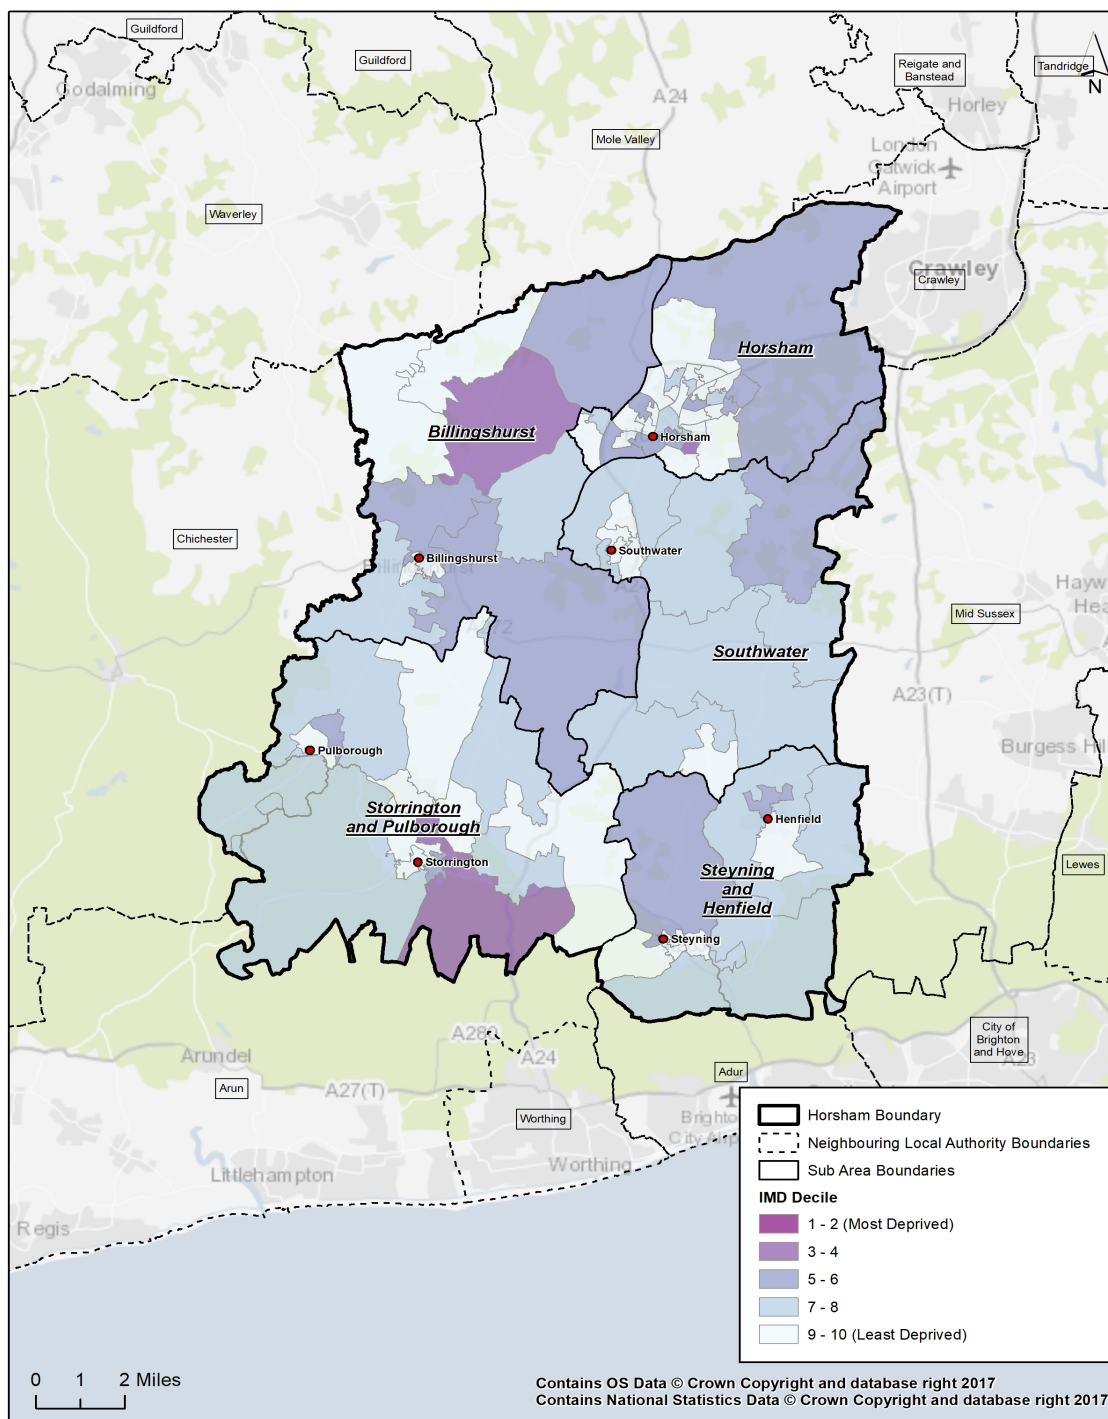 Guildford
Guildford
Reigate and
Banstead
Tandridge
N
Godalming
A24
Horley
Mole Valley
London
Gatwick
Airport
Waverley
Crawley
Crawley
Horsham
Billingshurst
Horsham
Chichester
Southwater
Billingshurst
Mid Sussex
Southwater
A23(T)
Pulborough
Burgess Hil
Storrington
and Pulborough
Henfield
Storrington
Steyning
and
Henfield
Lewes
Steyning
A280
A24
City of
Brighton
and Hove
A23
Arundel
Adur
Arun
A27(T)
Worthing
Worthing
Littlehampton
Regis
Horsham Boundary
Neighbouring Local Authority Boundaries
Sub Area Boundaries
IMD Decile
1 - 2 (Most Deprived)
3 - 4
5 - 6
7 - 8
9 - 10 (Least Deprived)
0 1 2 Miles
Contains OS Data © Crown Copyright and database right 2017
Contains National Statistics Data © Crown Copyright and database right 2017